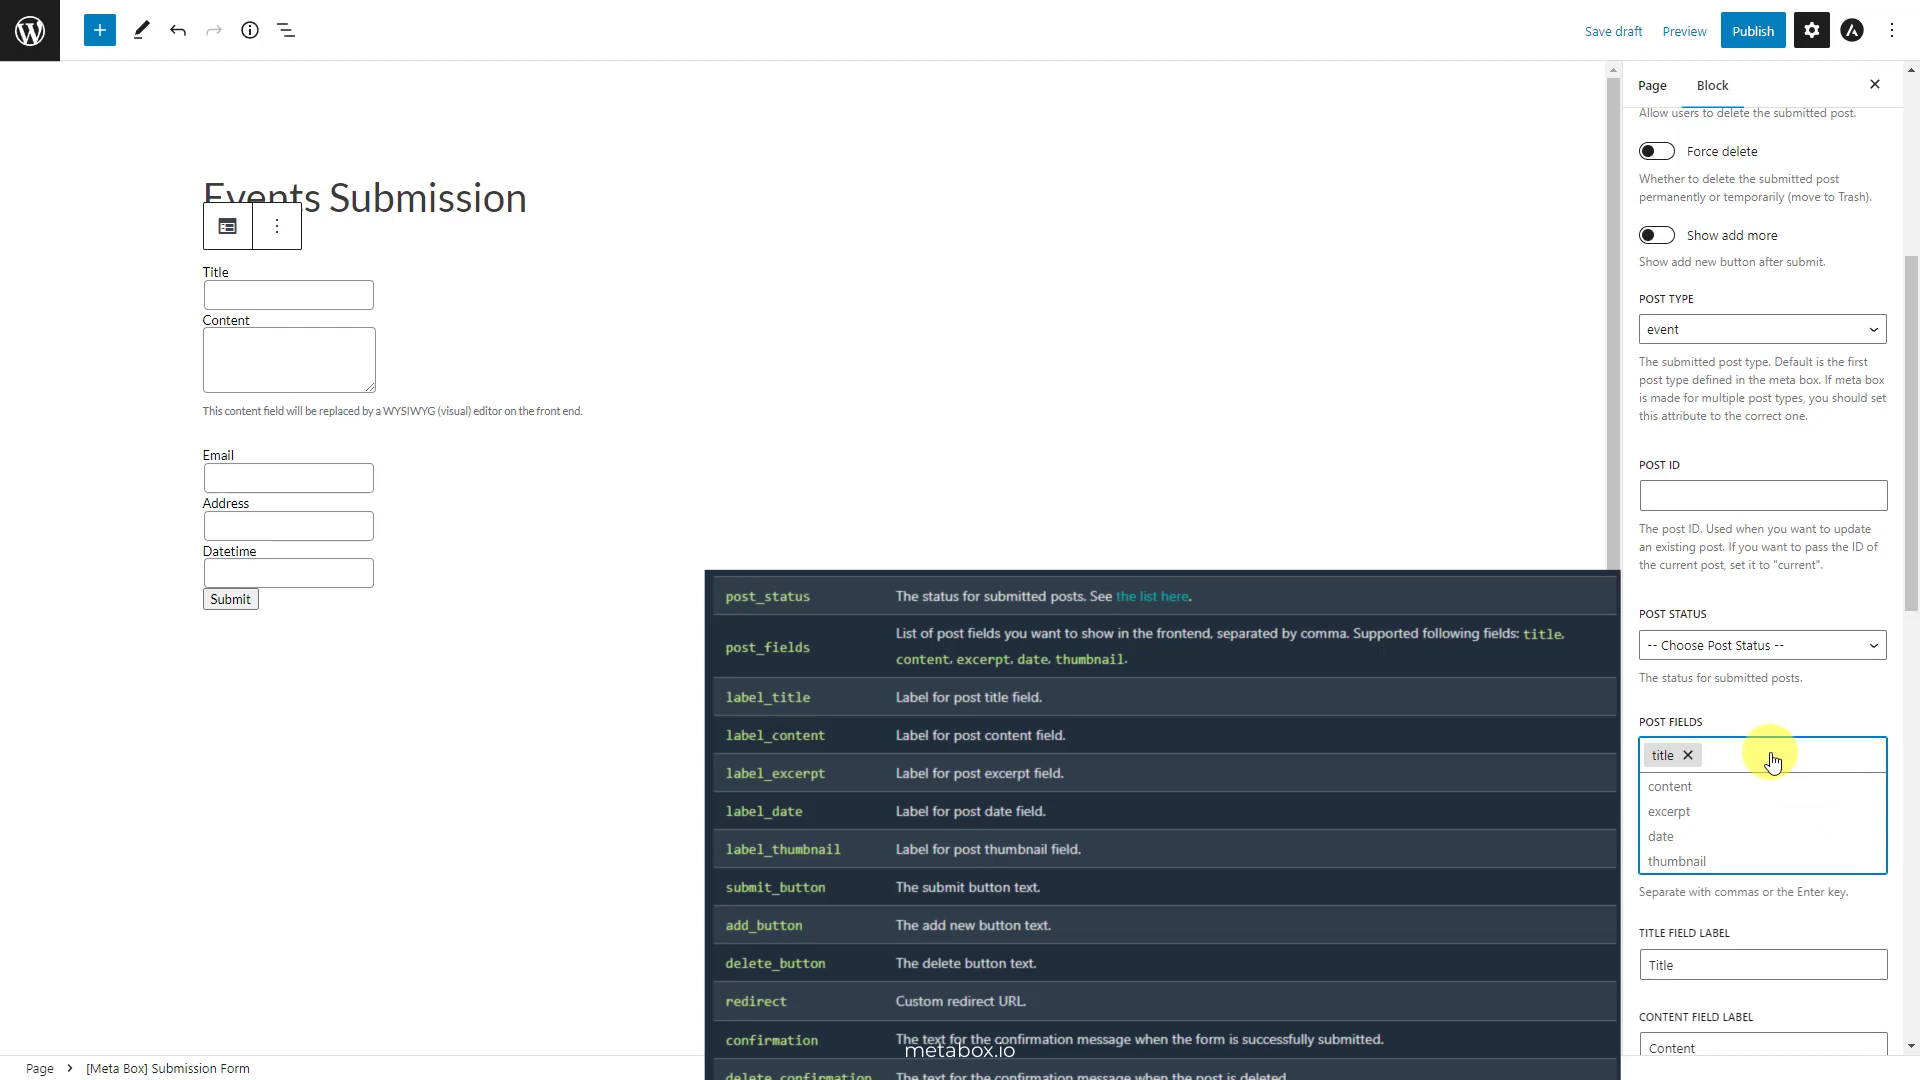 Save draft
Preview
Publish
Events Submission
Title
Content
This content field will be replaced by a WYSIWYG (visual) editor on the front end.
Email
Address
Datetime
Submit
post_status
The status for submitted posts. See the list here.
post_fields
List of post fields you want to show in the frontend, separated by comma. Supported following fields: title,
content, excerpt, date, thumbnail.
label_title
Label for post title field.
label_content
Label for post content field.
label_excerpt
Label for post excerpt field.
label_date
Label for post date field.
label_thumbnail
Label for post thumbnail field.
submit_button
The submit button text.
add_button
The add new button text.
delete_button
The delete button text.
redirect
Custom redirect URL.
confirmation
The text for the confirmation message when the form is successfully submitted.
metabox.io
delete_confirmation
The text for the confirmation message when the post is deleted.
Page
Block
Allow users to delete the submitted post.
Force delete
Whether to delete the submitted post
permanently or temporarily (move to Trash).
Show add more
Show add new button after submit.
POST TYPE
event
The submitted post type. Default is the first
post type defined in the meta box. If meta box
is made for multiple post types, you should set
this attribute to the correct one.
POST ID
The post ID. Used when you want to update
an existing post. If you want to pass the ID of
the current post, set it to "current".
POST STATUS
-- Choose Post Status --
The status for submitted posts.
POST FIELDS
title
content
excerpt
date
thumbnail
Separate with commas or the Enter key.
TITLE FIELD LABEL
Title
CONTENT FIELD LABEL
Content
Page
[Meta Box] Submission Form